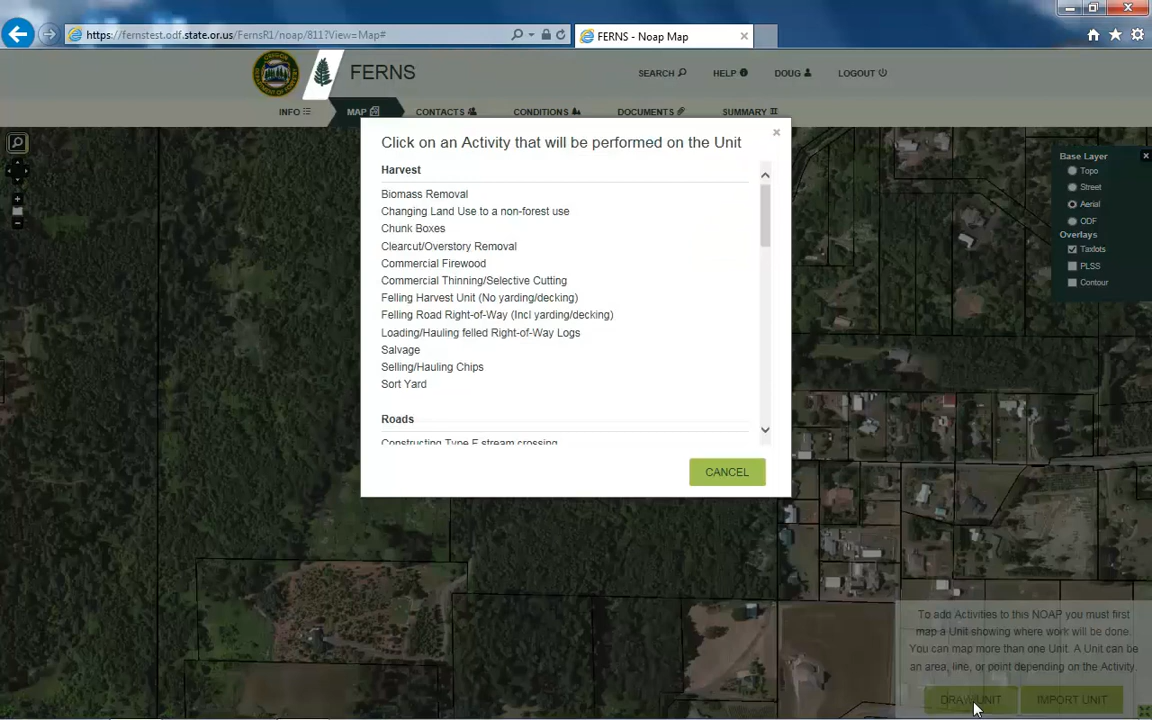 https://fernstest.odf.state.or.us/FernsR1/noap/811?View=Map#
FERNS - Noap Map
FERNS
SEARCH
HELP
DOUG
LOGOUT
INFO
MAP
CONTACTS
CONDITIONS
DOCUMENTS
SUMMARY
Click on an Activity that will be performed on the Unit
Harvest
Biomass Removal
Changing Land Use to a non-forest use
Chunk Boxes
Clearcut/Overstory Removal
Commercial Firewood
Commercial Thinning/Selective Cutting
Felling Harvest Unit (No yarding/decking)
Felling Road Right-of-Way (Incl yarding/decking)
Loading/Hauling felled Right-of-Way Logs
Salvage
Selling/Hauling Chips
Sort Yard
Roads
Constructing Type F stream crossing
CANCEL
Base Layer
Topo
Street
Aerial
ODF
Overlays
Taxlots
PLSS
Contour
To add Activities to this NOAP you must first
map a Unit showing where work will be done.
You can map more than one Unit. A Unit can be
an area, line, or point depending on the Activity.
DRAW UNIT
IMPORT UNIT